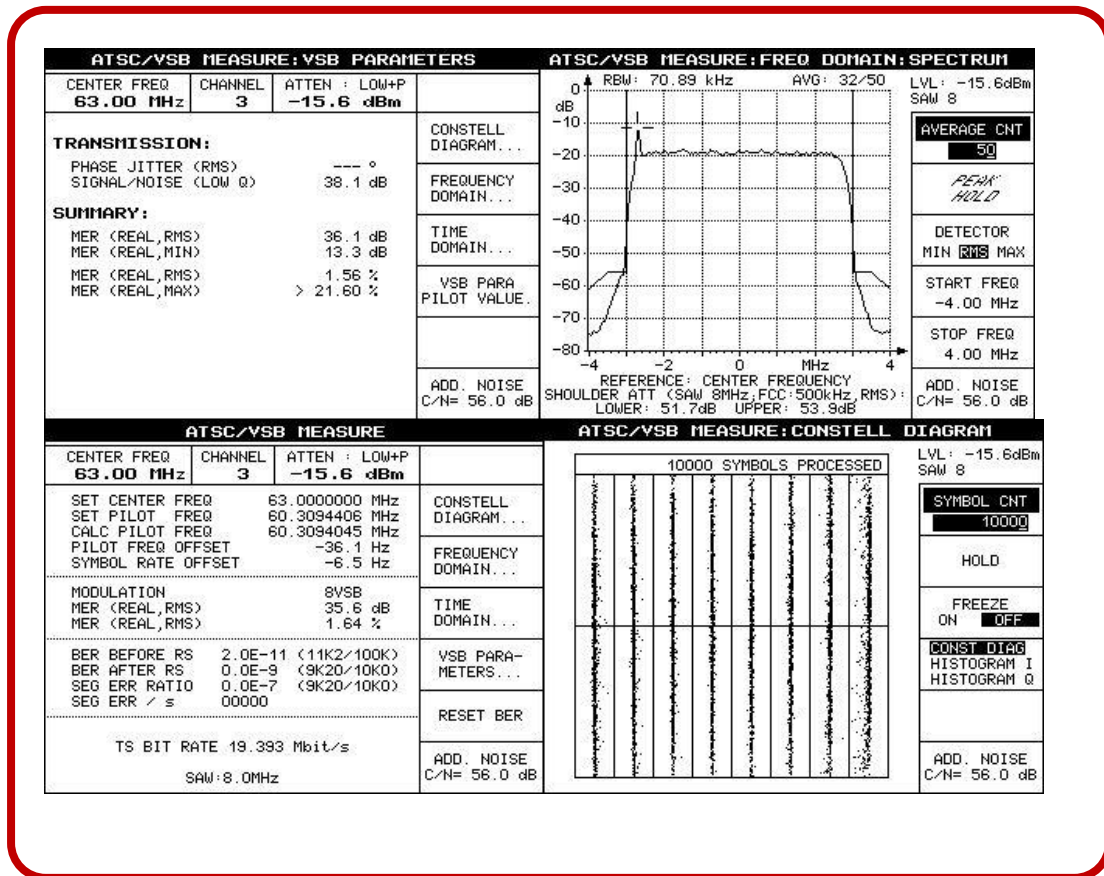 ATSC/VSB MEASURE:VSB PARAMETERS
CENTER FREQ CHANNEL ATTEN : LOW+P
63.00 MHz 3 -15.6 dBm
TRANSMISSION:
PHASE JITTER (RMS) --- °
SIGNAL/NOISE (LOW Q) 38.1 dB
SUMMARY:
MER (REAL,RMS) 36.1 dB
MER (REAL,MIN) 13.3 dB
MER (REAL,RMS) 1.56 %
MER (REAL,MAX) > 21.60 %
CONSTELL
DIAGRAM...
FREQUENCY
DOMAIN...
TIME
DOMAIN...
VSB PARA
PILOT VALUE.
ADD. NOISE
C/N= 56.0 dB
ATSC/VSB MEASURE:FREQ DOMAIN:SPECTRUM
RBW: 70.89 kHz AVG: 32/50
0
dB
-10
-20
-30
-40
-50
-60
-70
-80
-4 -2 0 MHz 4
REFERENCE: CENTER FREQUENCY
SHOULDER ATT (SAW 8MHz;FCC:500kHz,RMS):
LOWER: 51.7dB UPPER: 53.9dB
LVL: -15.6dBm
SAW 8
AVERAGE CNT
50
PEAK
HOLD
DETECTOR
MIN RMS MAX
START FREQ
-4.00 MHz
STOP FREQ
4.00 MHz
ADD. NOISE
C/N= 56.0 dB
ATSC/VSB MEASURE
CENTER FREQ CHANNEL ATTEN : LOW+P
63.00 MHz 3 -15.6 dBm
SET CENTER FREQ 63.0000000 MHz
SET PILOT FREQ 60.3094406 MHz
CALC PILOT FREQ 60.3094045 MHz
PILOT FREQ OFFSET -36.1 Hz
SYMBOL RATE OFFSET -6.5 Hz
MODULATION 8VSB
MER (REAL,RMS) 35.6 dB
MER (REAL,RMS) 1.64 %
BER BEFORE RS 2.0E-11 (11K2/100K)
BER AFTER RS 0.0E-9 (9K20/10K0)
SEG ERR RATIO 0.0E-7 (9K20/10K0)
SEG ERR / s 00000
TS BIT RATE 19.393 Mbit/s
SAW:8.0MHz
CONSTELL
DIAGRAM...
FREQUENCY
DOMAIN...
TIME
DOMAIN...
VSB PARA-
METERS...
RESET BER
ADD. NOISE
C/N= 56.0 dB
ATSC/VSB MEASURE:CONSTELL DIAGRAM
10000 SYMBOLS PROCESSED
LVL: -15.6dBm
SAW 8
SYMBOL CNT
10000
HOLD
FREEZE
ON OFF
CONST DIAG
HISTOGRAM I
HISTOGRAM Q
ADD. NOISE
C/N= 56.0 dB